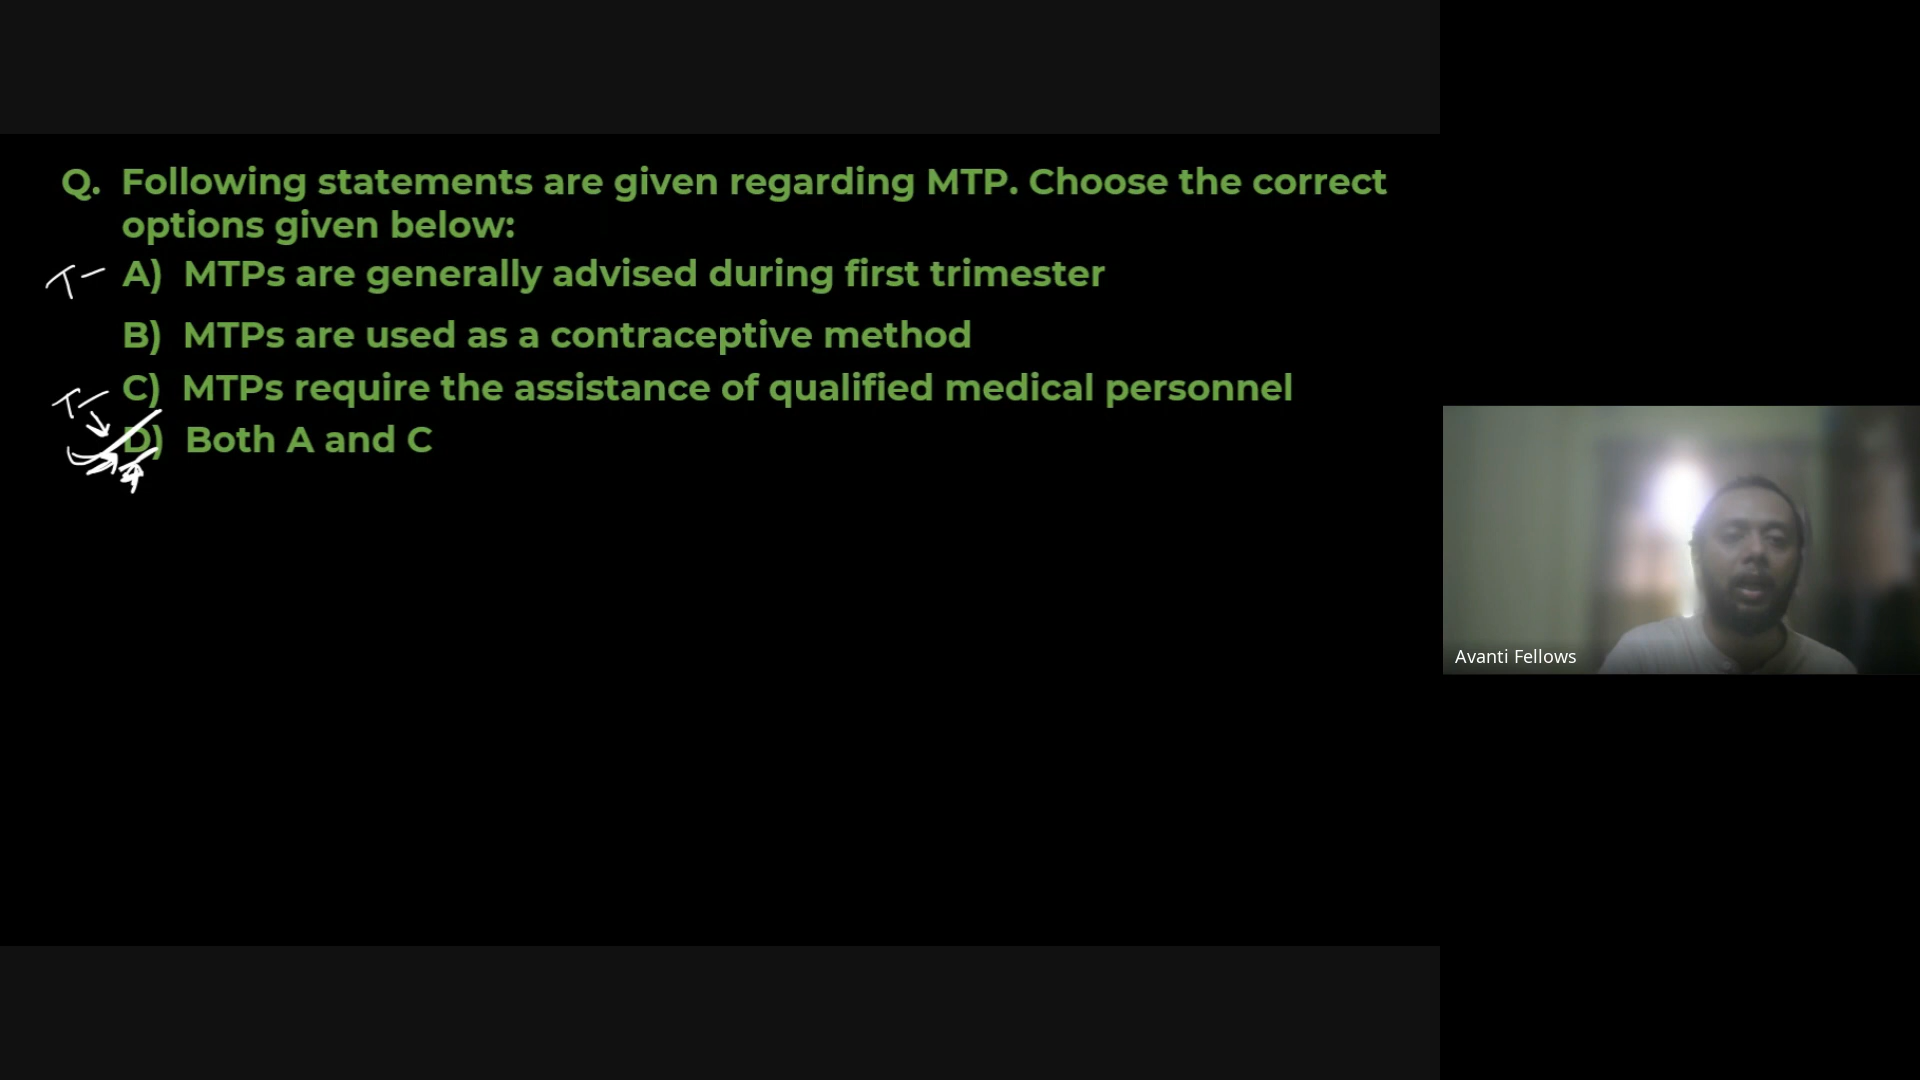 Q. Following statements are given regarding MTP. Choose the correct
options given below:
T- A) MTPs are generally advised during first trimester
B) MTPs are used as a contraceptive method
T- C) MTPs require the assistance of qualified medical personnel
D) Both A and C
Avanti Fellows